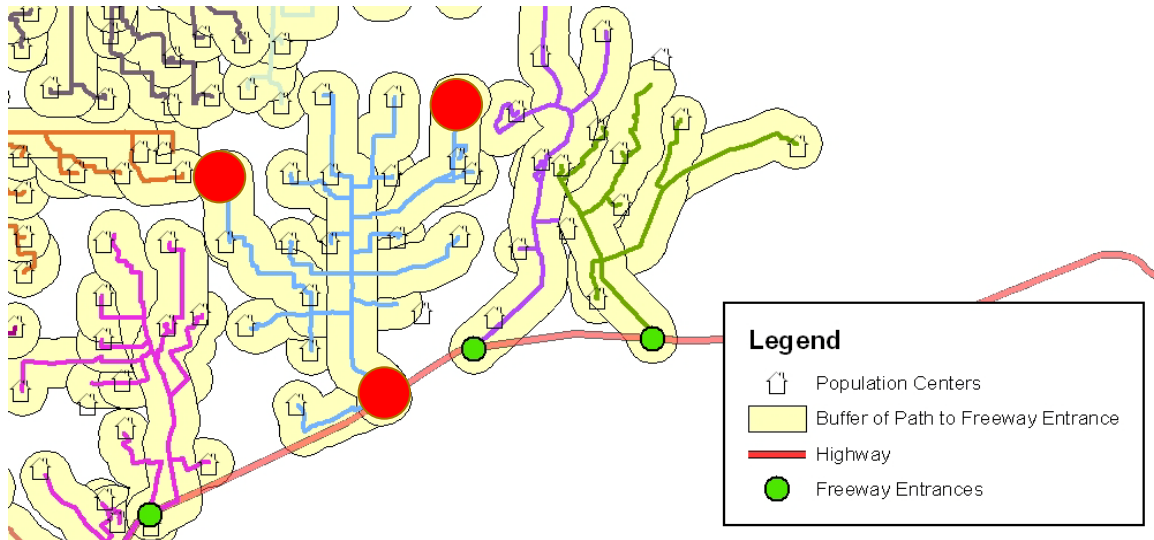 Legend
Population Centers
Buffer of Path to Freeway Entrance
Highway
Freeway Entrances